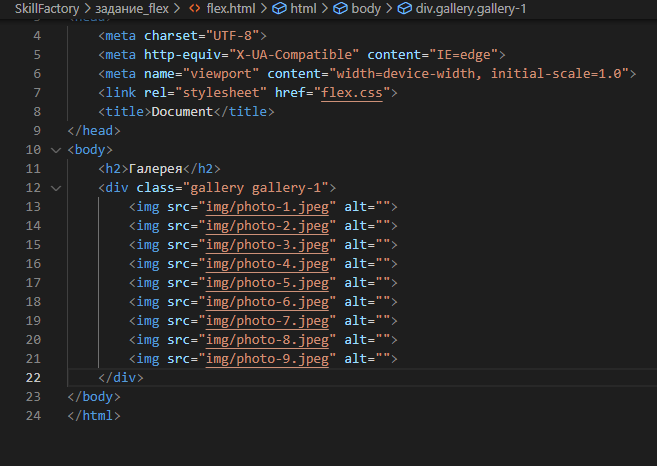 SkillFactory > задание_flex > flex.html > html > body > div.gallery.gallery-1
4 <meta charset="UTF-8">
5 <meta http-equiv="X-UA-Compatible" content="IE=edge">
6 <meta name="viewport" content="width=device-width, initial-scale=1.0">
7 <link rel="stylesheet" href="flex.css">
8 <title>Document</title>
9 </head>
10 <body>
11 <h2>Галерея</h2>
12 <div class="gallery gallery-1">
13 <img src="img/photo-1.jpeg" alt="">
14 <img src="img/photo-2.jpeg" alt="">
15 <img src="img/photo-3.jpeg" alt="">
16 <img src="img/photo-4.jpeg" alt="">
17 <img src="img/photo-5.jpeg" alt="">
18 <img src="img/photo-6.jpeg" alt="">
19 <img src="img/photo-7.jpeg" alt="">
20 <img src="img/photo-8.jpeg" alt="">
21 <img src="img/photo-9.jpeg" alt="">
22 </div>
23 </body>
24 </html>